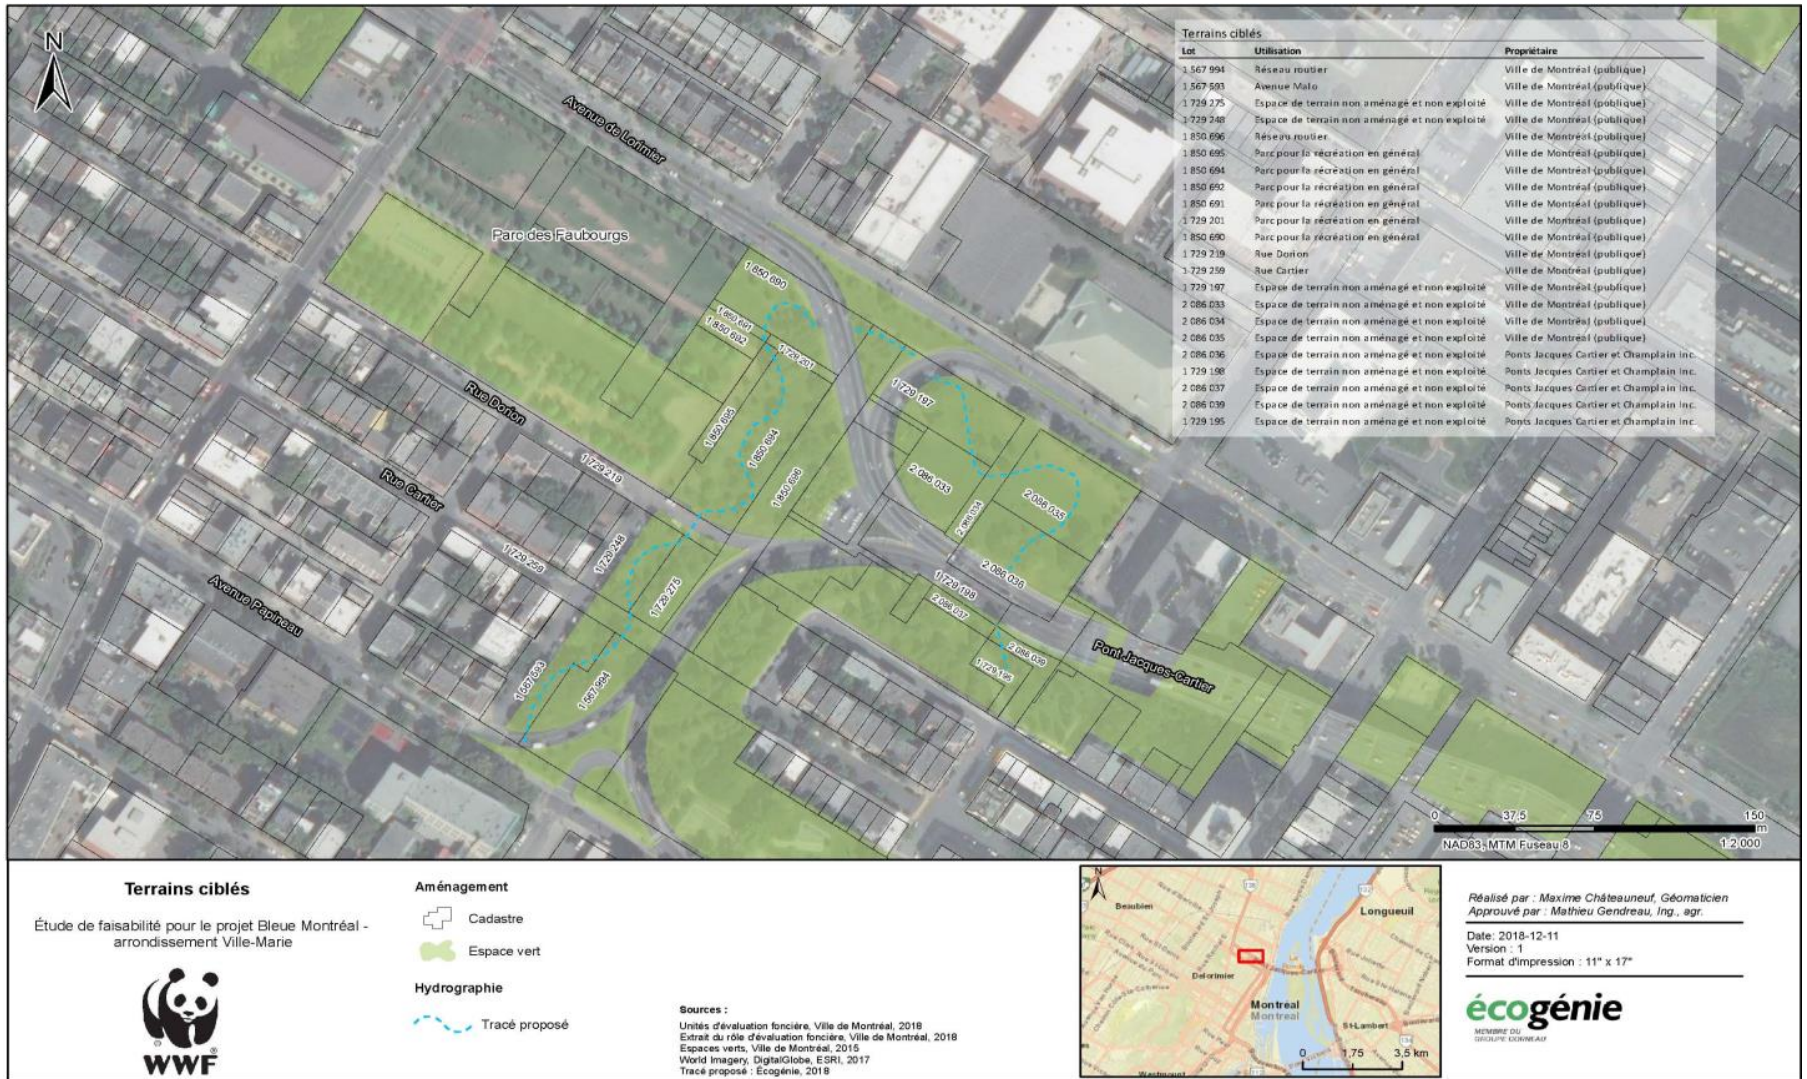 N
Avenue de Lorimier
Parc des Faubourgs
Rue Dorion
Rue Cartier
Avenue Papineau
Pont Jacques-Cartier
1 850 690
1 850 691
1 850 692
1 729 201
1 850 695
1 850 694
1 850 696
1 729 197
2 086 033
2 086 034
2 086 035
2 086 036
1 729 198
2 086 037
2 086 039
1 729 195
1 729 219
1 729 248
1 729 259
1 729 275
1 567 593
1 567 994
Terrains ciblés
Lot Utilisation Propriétaire
1 567 994 Réseau routier Ville de Montréal (publique)
1 567 593 Avenue Malo Ville de Montréal (publique)
1 729 275 Espace de terrain non aménagé et non exploité Ville de Montréal (publique)
1 729 248 Espace de terrain non aménagé et non exploité Ville de Montréal (publique)
1 850 696 Réseau routier Ville de Montréal (publique)
1 850 695 Parc pour la récréation en général Ville de Montréal (publique)
1 850 694 Parc pour la récréation en général Ville de Montréal (publique)
1 850 692 Parc pour la récréation en général Ville de Montréal (publique)
1 850 691 Parc pour la récréation en général Ville de Montréal (publique)
1 729 201 Parc pour la récréation en général Ville de Montréal (publique)
1 850 690 Parc pour la récréation en général Ville de Montréal (publique)
1 729 219 Rue Dorion Ville de Montréal (publique)
1 729 259 Rue Cartier Ville de Montréal (publique)
1 729 197 Espace de terrain non aménagé et non exploité Ville de Montréal (publique)
2 086 033 Espace de terrain non aménagé et non exploité Ville de Montréal (publique)
2 086 034 Espace de terrain non aménagé et non exploité Ville de Montréal (publique)
2 086 035 Espace de terrain non aménagé et non exploité Ville de Montréal (publique)
2 086 036 Espace de terrain non aménagé et non exploité Ponts Jacques Cartier et Champlain Inc.
1 729 198 Espace de terrain non aménagé et non exploité Ponts Jacques Cartier et Champlain Inc.
2 086 037 Espace de terrain non aménagé et non exploité Ponts Jacques Cartier et Champlain Inc.
2 086 039 Espace de terrain non aménagé et non exploité Ponts Jacques Cartier et Champlain Inc.
1 729 195 Espace de terrain non aménagé et non exploité Ponts Jacques Cartier et Champlain Inc.
0 37,5 75 150
m
NAD83, MTM Fuseau 8 1:2 000
Terrains ciblés
Étude de faisabilité pour le projet Bleue Montréal -
arrondissement Ville-Marie
WWF
Aménagement
Cadastre
Espace vert
Hydrographie
Tracé proposé
Sources :
Unités d'évaluation foncière, Ville de Montréal, 2018
Extrait du rôle d'évaluation foncière, Ville de Montréal, 2018
Espaces verts, Ville de Montréal, 2015
World Imagery, DigitalGlobe, ESRI, 2017
Tracé proposé : Écogénie, 2018
N
Beaubien
Longueuil
Delorimier
Montréal
Montreal
St-Lambert
Westmount
0 1,75 3,5 km
Réalisé par : Maxime Châteauneuf, Géomaticien
Approuvé par : Mathieu Gendreau, Ing., agr.
Date: 2018-12-11
Version : 1
Format d'impression : 11" x 17"
écogénie
MEMBRE DU
GROUPE GORNEAU